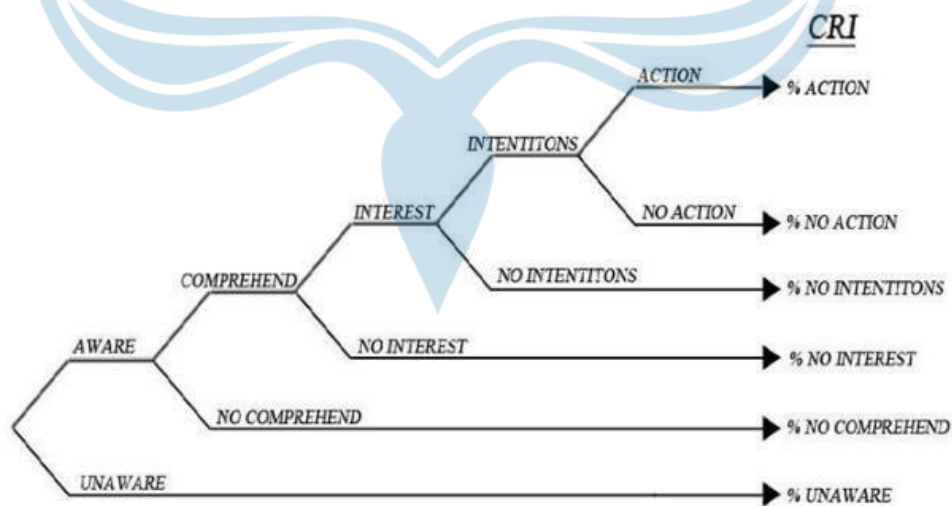 CRI
ACTION
% ACTION
INTENTITONS
INTEREST
NO ACTION
% NO ACTION
COMPREHEND
NO INTENTITONS
% NO INTENTITONS
AWARE
NO INTEREST
% NO INTEREST
NO COMPREHEND
% NO COMPREHEND
UNAWARE
% UNAWARE